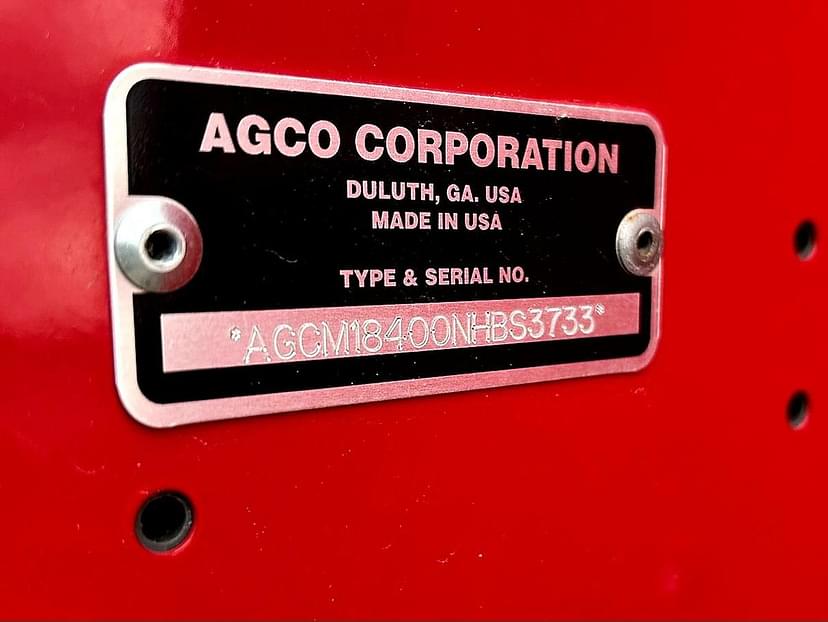 AGCO CORPORATION
DULUTH, GA. USA
MADE IN USA
TYPE & SERIAL NO.
*AGCM18400NHBS3733*